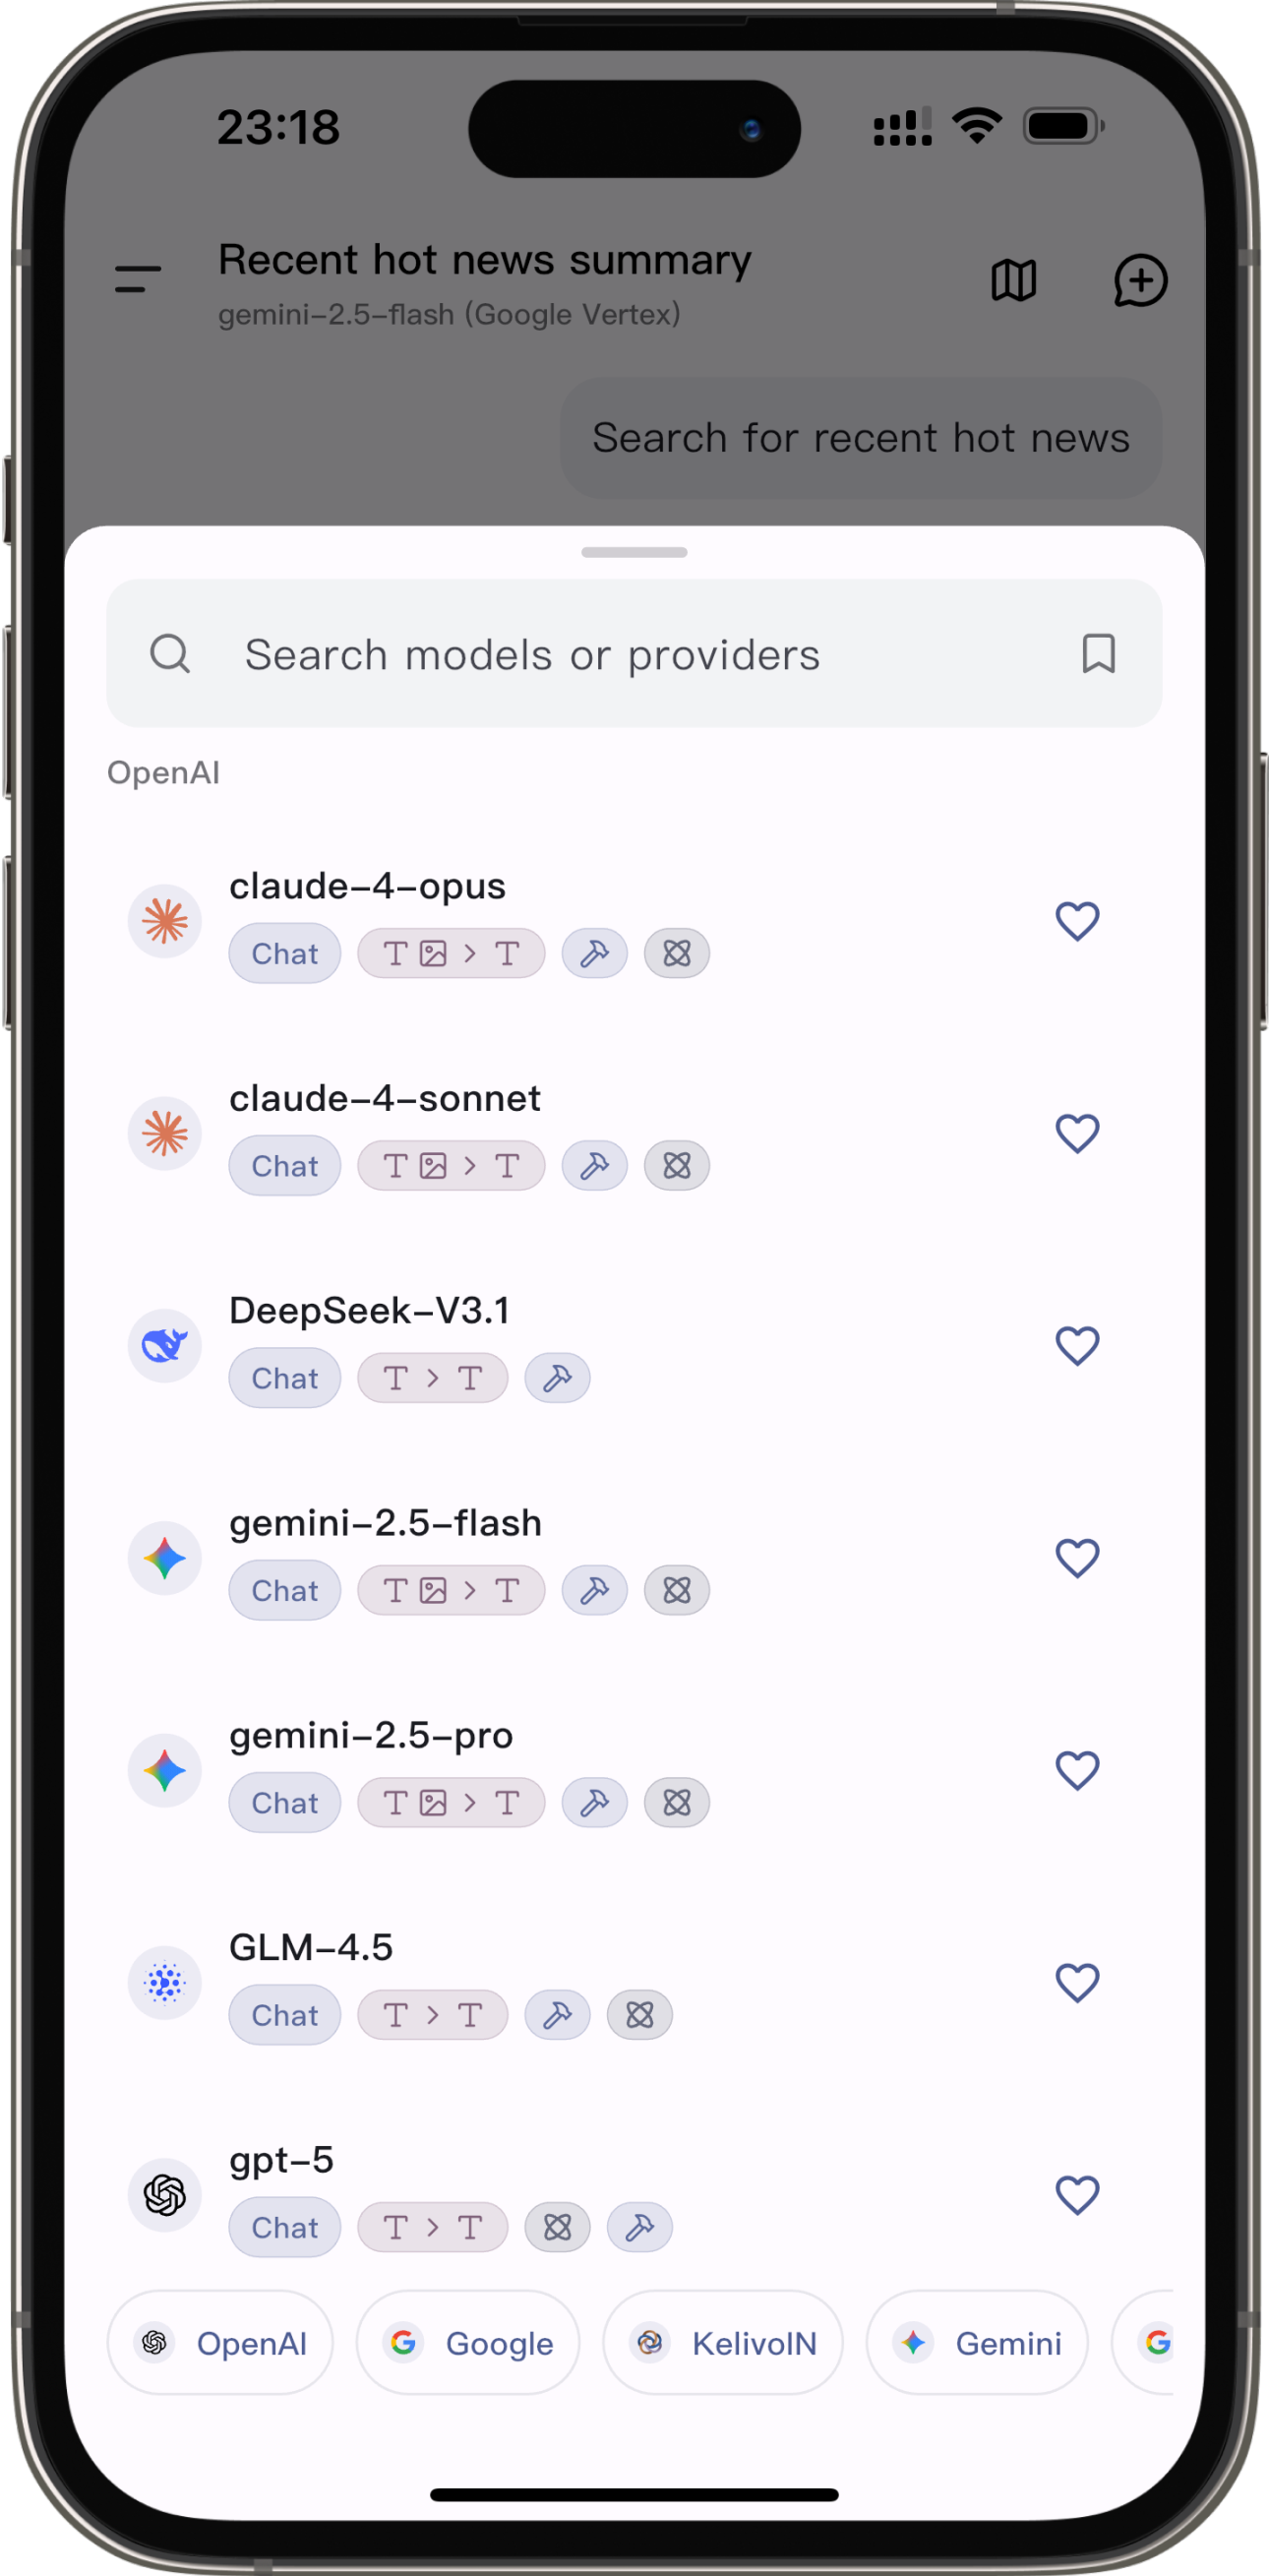 23:18
Recent hot news summary
gemini-2.5-flash (Google Vertex)
Search for recent hot news
Search models or providers
OpenAI
claude-4-opus
Chat T > T
claude-4-sonnet
Chat T > T
DeepSeek-V3.1
Chat T > T
gemini-2.5-flash
Chat T > T
gemini-2.5-pro
Chat T > T
GLM-4.5
Chat T > T
gpt-5
Chat T > T
OpenAI Google KelivoIN Gemini